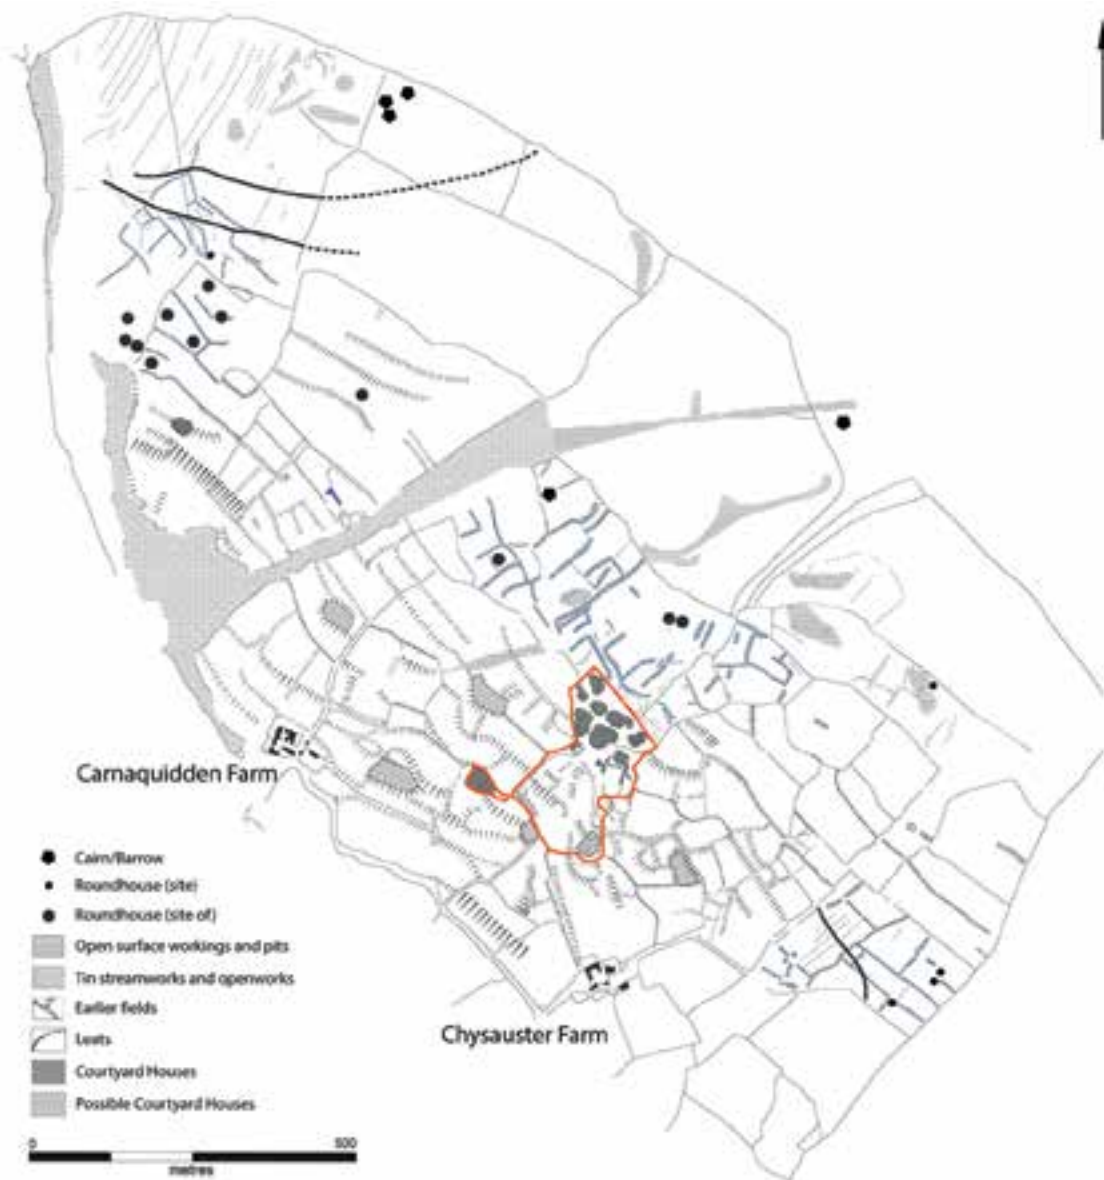 Carnaquidden Farm
Cairn/Barrow
Roundhouse (site)
Roundhouse (site of)
Open surface workings and pits
Tin streamworks and openworks
Earlier fields
Leats
Courtyard Houses
Possible Courtyard Houses
Chysauster Farm
0 500
metres